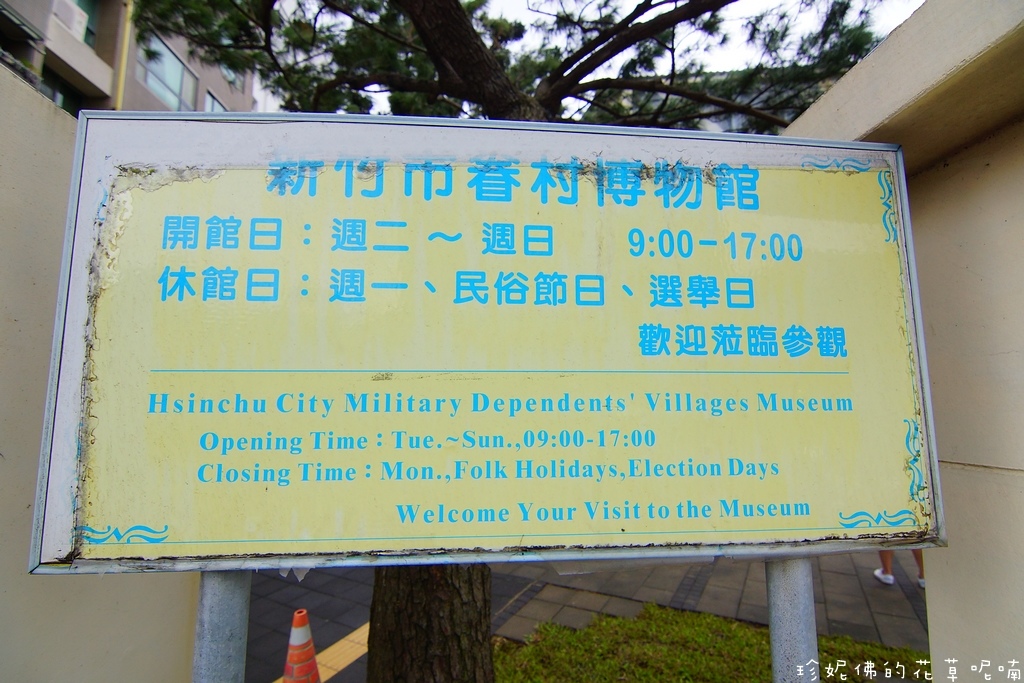 新竹市眷村博物館
開館日：週二 ～ 週日 9:00－17:00
休館日：週一、民俗節日、選舉日
歡迎蒞臨參觀
Hsinchu City Military Dependents' Villages Museum
Opening Time：Tue.~Sun.,09:00-17:00
Closing Time：Mon.,Folk Holidays,Election Days
Welcome Your Visit to the Museum
珍妮佛的花草呢喃